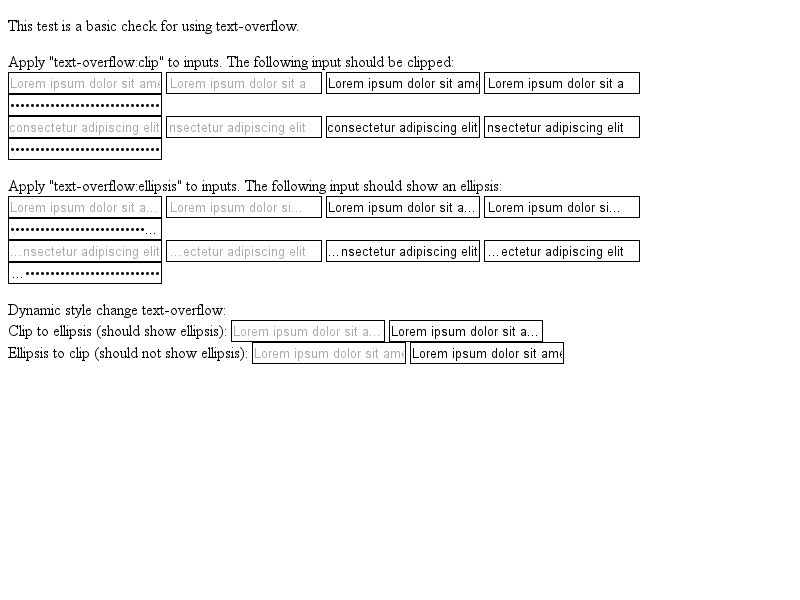 This test is a basic check for using text-overflow.
Apply "text-overflow:clip" to inputs. The following input should be clipped:
Lorem ipsum dolor sit ame Lorem ipsum dolor sit a Lorem ipsum dolor sit ame Lorem ipsum dolor sit a
••••••••••••••••••••••••••••••
consectetur adipiscing elit nsectetur adipiscing elit consectetur adipiscing elit nsectetur adipiscing elit
••••••••••••••••••••••••••••••
Apply "text-overflow:ellipsis" to inputs. The following input should show an ellipsis:
Lorem ipsum dolor sit a... Lorem ipsum dolor si... Lorem ipsum dolor sit a... Lorem ipsum dolor si...
•••••••••••••••••••••••••••...
...nsectetur adipiscing elit ...ectetur adipiscing elit ...nsectetur adipiscing elit ...ectetur adipiscing elit
...•••••••••••••••••••••••••••
Dynamic style change text-overflow:
Clip to ellipsis (should show ellipsis): Lorem ipsum dolor sit a... Lorem ipsum dolor sit a...
Ellipsis to clip (should not show ellipsis): Lorem ipsum dolor sit ame Lorem ipsum dolor sit ame